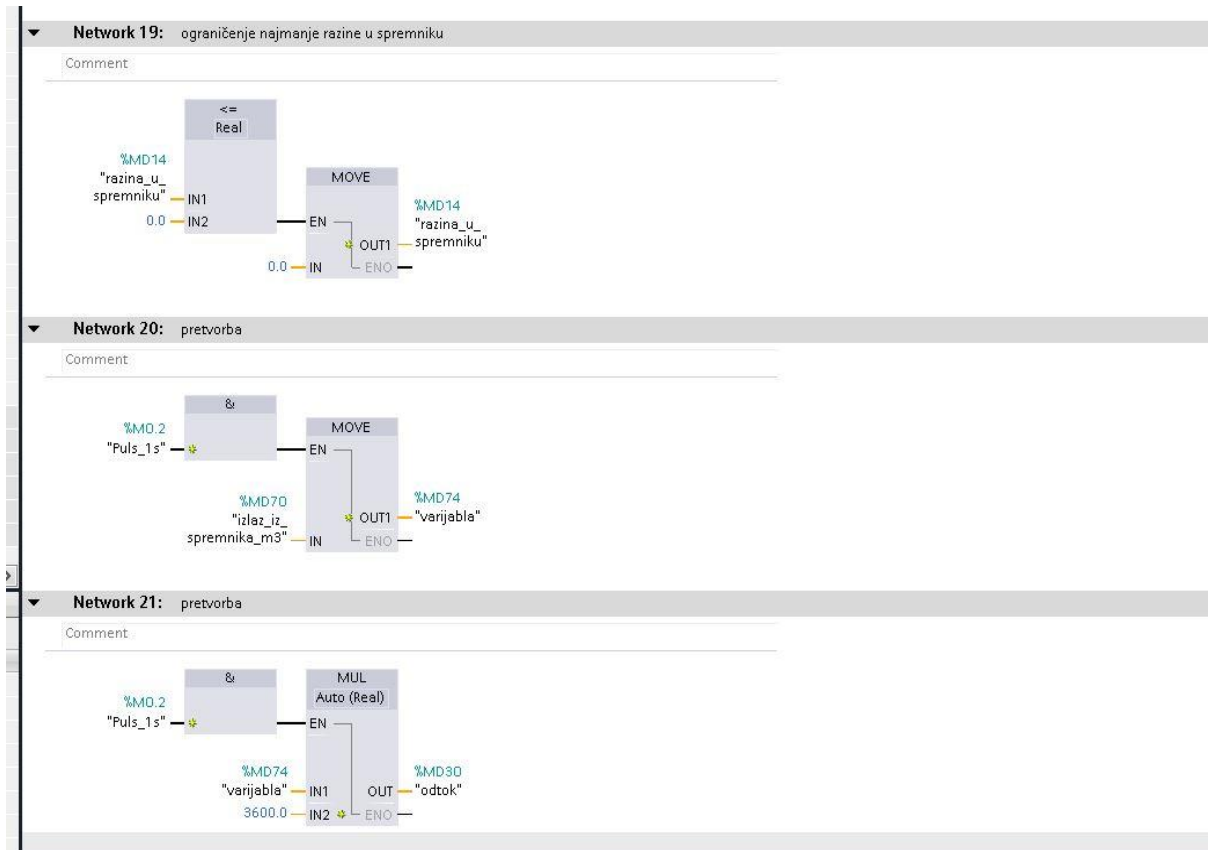 Network 19: ograničenje najmanje razine u spremniku
Comment
<=
Real
%MD14
"razina_u_
spremniku"
IN1
0.0
IN2
MOVE
EN
0.0
IN
OUT1
ENO
%MD14
"razina_u_
spremniku"
Network 20: pretvorba
Comment
&
%M0.2
"Puls_1s"
MOVE
EN
%MD70
"izlaz_iz_
spremnika_m3"
IN
OUT1
ENO
%MD74
"varijabla"
Network 21: pretvorba
Comment
&
%M0.2
"Puls_1s"
MUL
Auto (Real)
EN
%MD74
"varijabla"
IN1
3600.0
IN2
OUT
ENO
%MD30
"odtok"